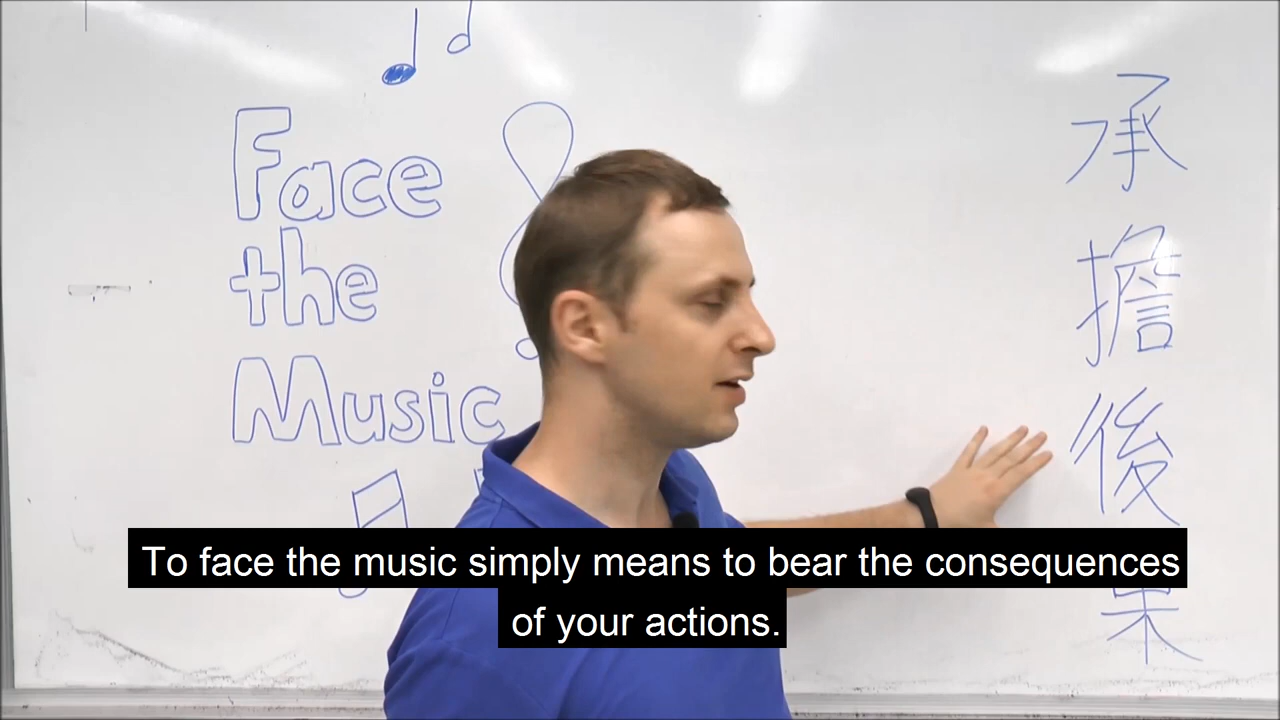 Face
the
Music
承擔後果
To face the music simply means to bear the consequences
of your actions.